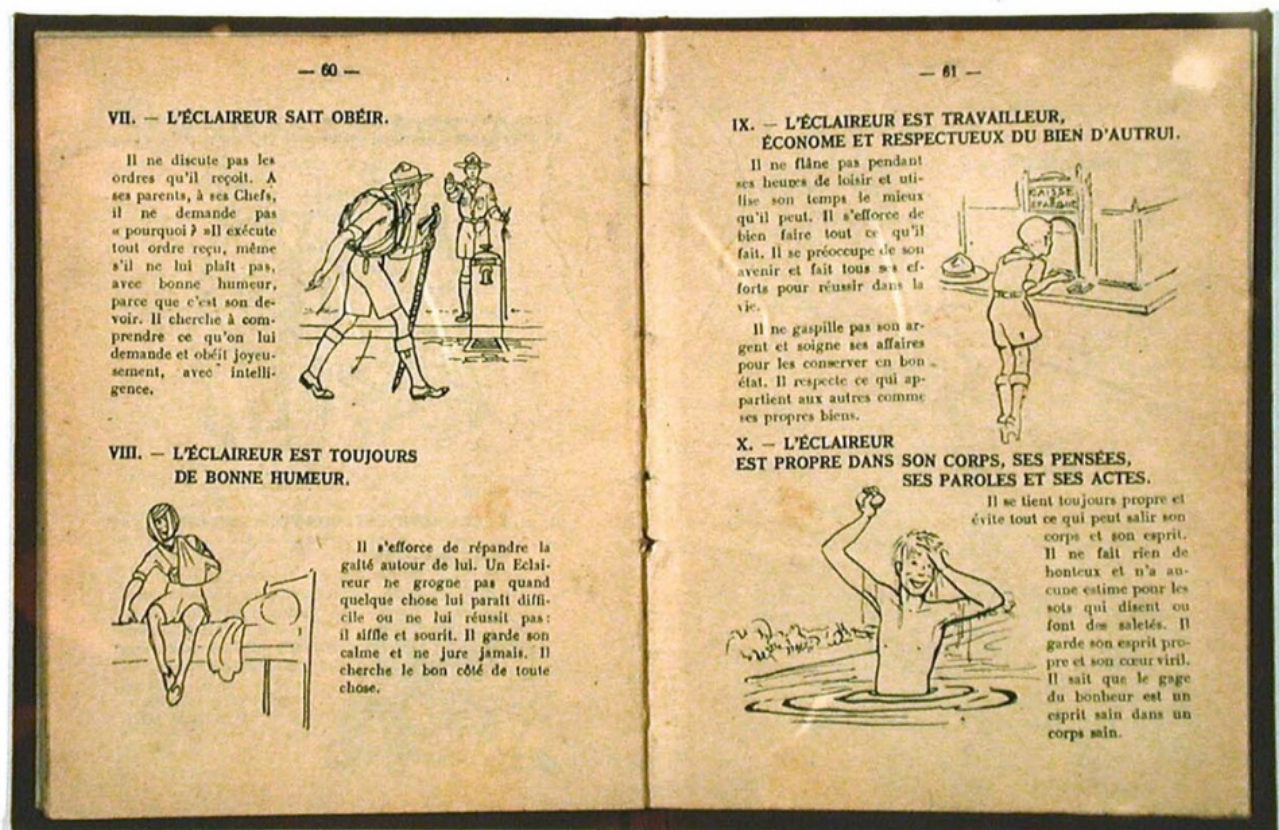 — 60 —
VII. — L'ÉCLAIREUR SAIT OBÉIR.
Il ne discute pas les
ordres qu'il reçoit. A
ses parents, à ses Chefs,
il ne demande pas
« pourquoi ? »Il exécute
tout ordre reçu, même
s'il ne lui plaît pas,
avec bonne humeur,
parce que c'est son de-
voir. Il cherche à com-
prendre ce qu'on lui
demande et obéit joyeu-
sement, avec intelli-
gence.
VIII. — L'ÉCLAIREUR EST TOUJOURS
DE BONNE HUMEUR.
Il s'efforce de répandre la
gaîté autour de lui. Un Eclai-
reur ne grogne pas quand
quelque chose lui paraît diffi-
cile ou ne lui réussit pas :
il siffle et sourit. Il garde son
calme et ne jure jamais. Il
cherche le bon côté de toute
chose.
— 61 —
IX. — L'ÉCLAIREUR EST TRAVAILLEUR,
ÉCONOME ET RESPECTUEUX DU BIEN D'AUTRUI.
Il ne flâne pas pendant
ses heures de loisir et uti-
lise son temps le mieux
qu'il peut. Il s'efforce de
bien faire tout ce qu'il
fait. Il se préoccupe de son
avenir et fait tous ses ef-
forts pour réussir dans la
vie.
Il ne gaspille pas son ar-
gent et soigne ses affaires
pour les conserver en bon
état. Il respecte ce qui ap-
partient aux autres comme
ses propres biens.
CAISSE
EPARGNE
X. — L'ÉCLAIREUR
EST PROPRE DANS SON CORPS, SES PENSÉES,
SES PAROLES ET SES ACTES.
Il se tient toujours propre et
évite tout ce qui peut salir son
corps et son esprit.
Il ne fait rien de
honteux et n'a au-
cune estime pour les
sots qui disent ou
font des saletés. Il
garde son esprit pro-
pre et son cœur viril.
Il sait que le gage
du bonheur est un
esprit sain dans un
corps sain.